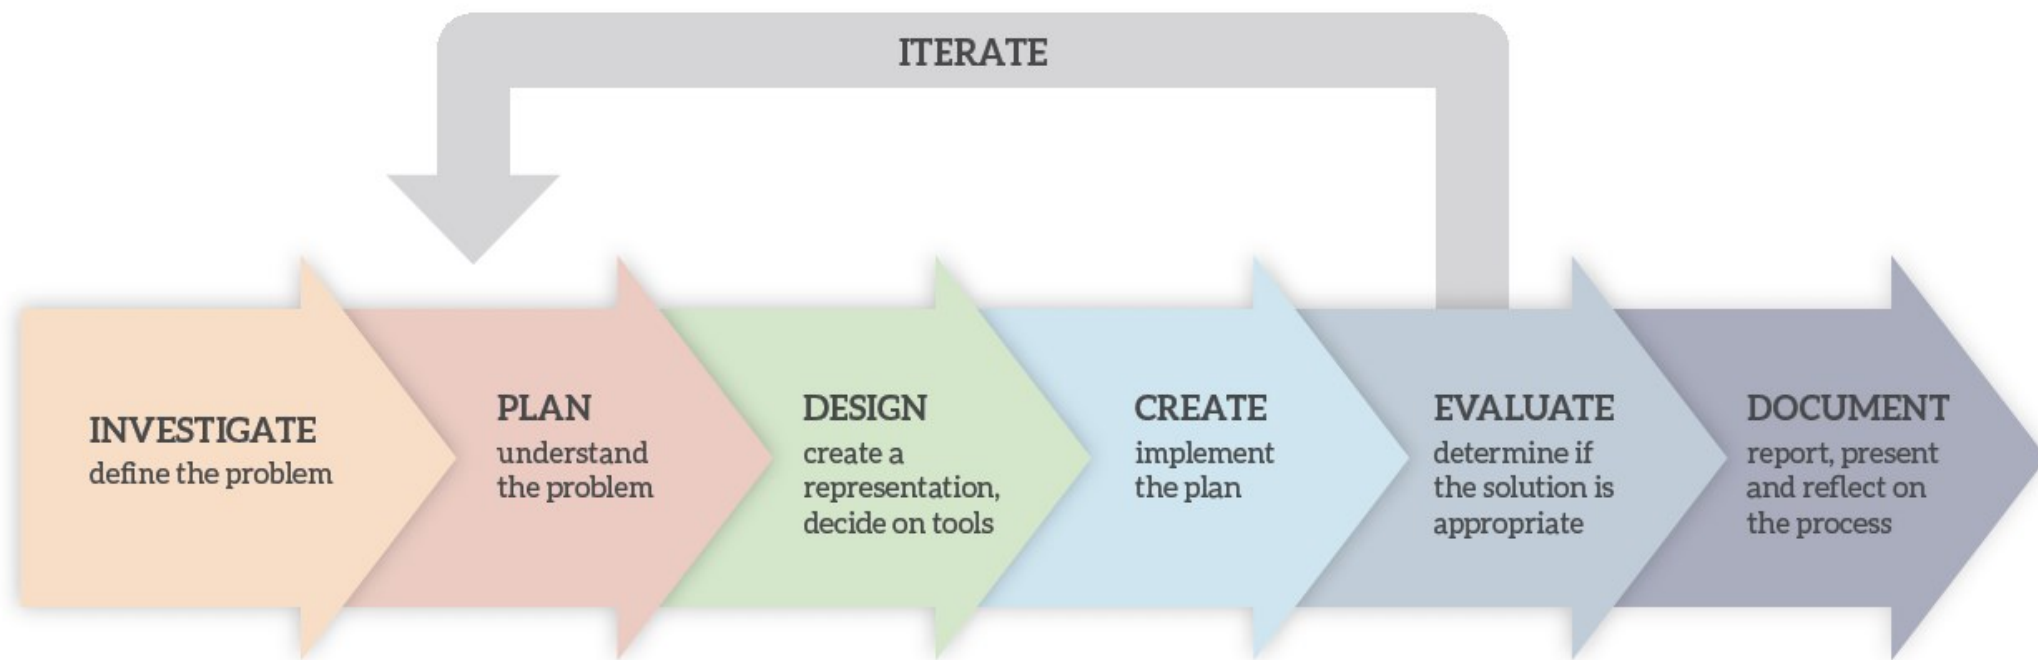 ITERATE
INVESTIGATE
define the problem
PLAN
understand
the problem
DESIGN
create a
representation,
decide on tools
CREATE
implement
the plan
EVALUATE
determine if
the solution is
appropriate
DOCUMENT
report, present
and reflect on
the process